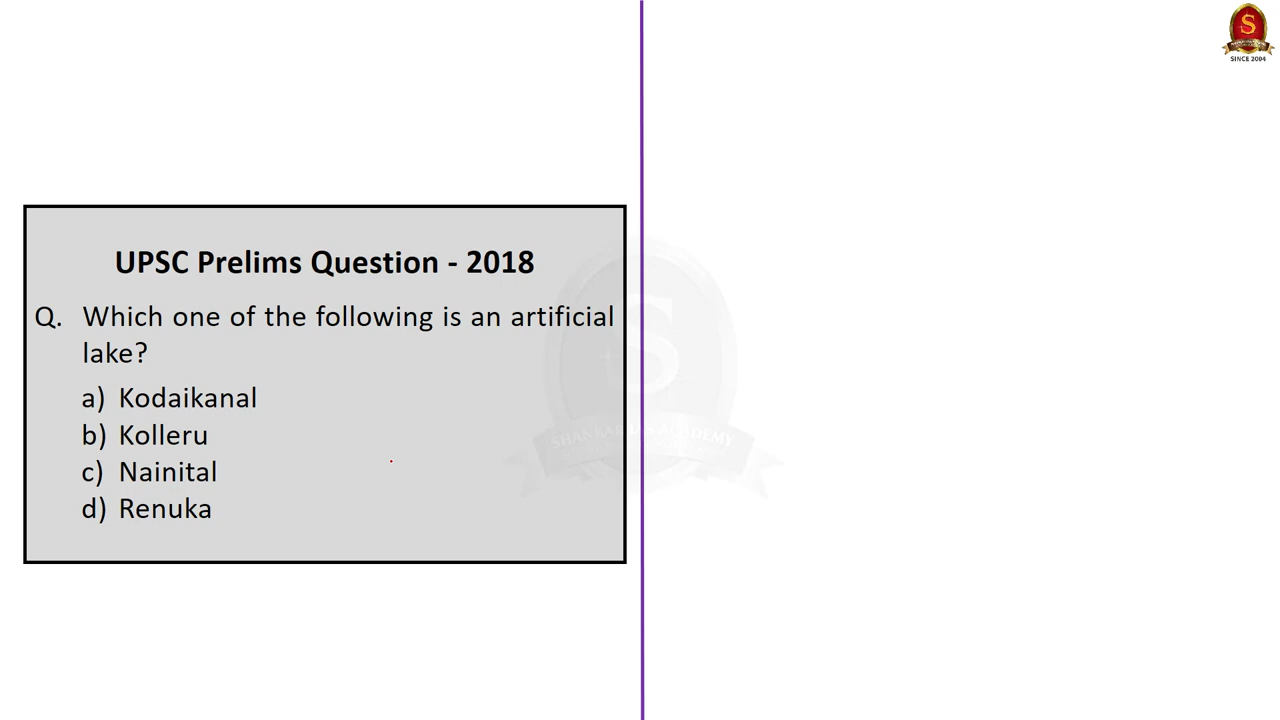 S
SINCE 2004
UPSC Prelims Question - 2018
Q. Which one of the following is an artificial
lake?
a) Kodaikanal
b) Kolleru
c) Nainital
d) Renuka